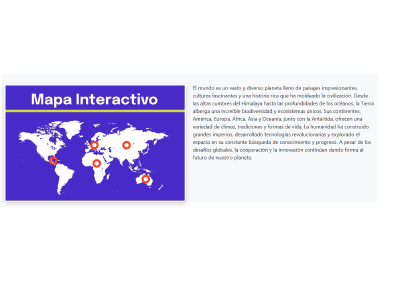 Mapa Interactivo
El mundo es un vasto y diverso planeta lleno de paisajes impresionantes,
culturas fascinantes y una historia rica que ha moldeado la civilización. Desde
las altas cumbres del Himalaya hasta las profundidades de los océanos, la Tierra
alberga una increíble biodiversidad y ecosistemas únicos. Sus continentes,
América, Europa, África, Asia y Oceanía, junto con la Antártida, ofrecen una
variedad de climas, tradiciones y formas de vida. La humanidad ha construido
grandes imperios, desarrollado tecnologías revolucionarias y explorado el
espacio en su constante búsqueda de conocimiento y progreso. A pesar de los
desafíos globales, la cooperación y la innovación continúan dando forma al
futuro de nuestro planeta.